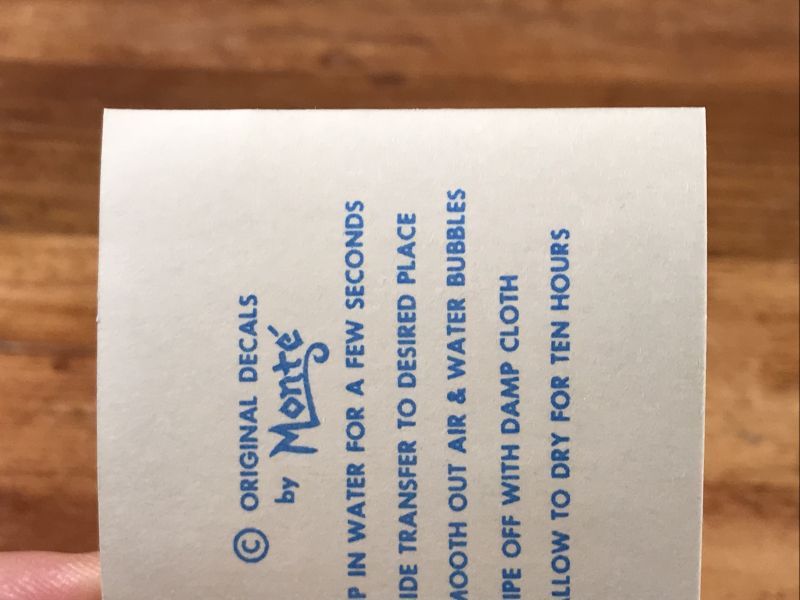 © ORIGINAL DECALS
by Monté
P IN WATER FOR A FEW SECONDS
IDE TRANSFER TO DESIRED PLACE
MOOTH OUT AIR & WATER BUBBLES
IPE OFF WITH DAMP CLOTH
ALLOW TO DRY FOR TEN HOURS